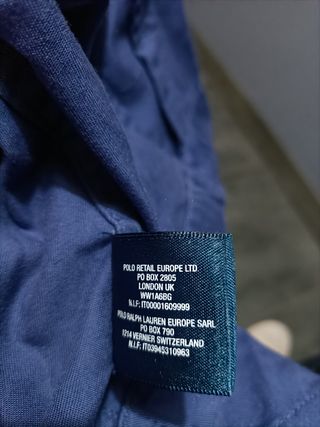 POLO RETAIL EUROPE LTD
PO BOX 2805
LONDON UK
WW1A6BG
N.I.F: IT00001609999
POLO RALPH LAUREN EUROPE SARL
PO BOX 790
1214 VERNIER SWITZERLAND
N.I.F: IT03945310963